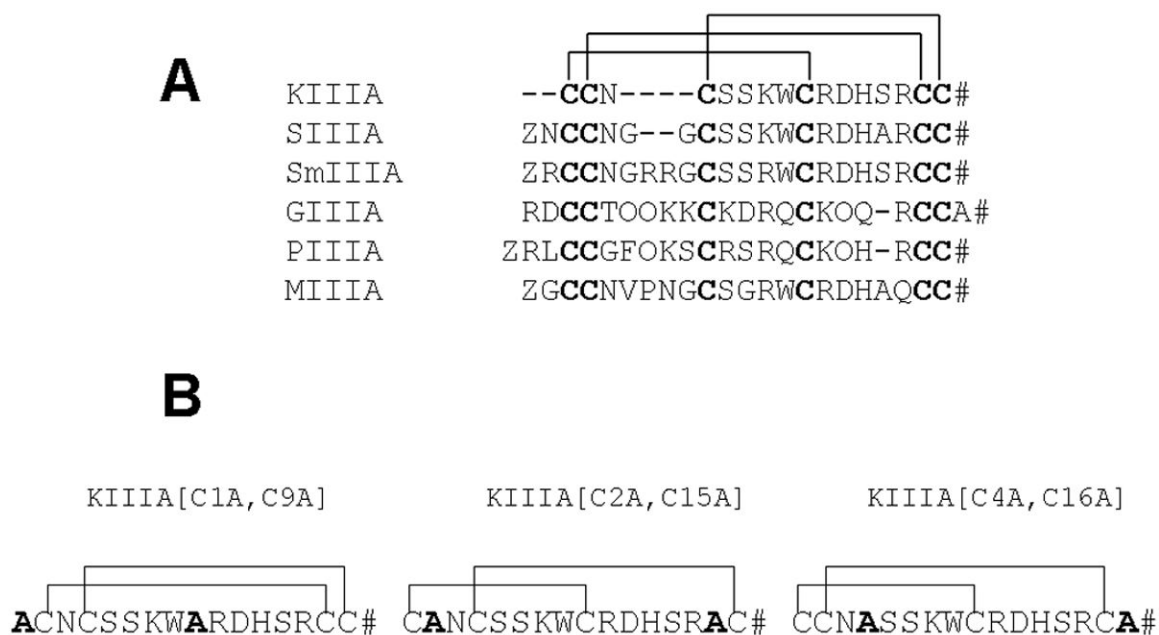 A
KIIIA --CCN----CSSKWCRDHSRCC#
SIIIA ZNCCNG--GCSSKWCRDHARCC#
SmIIIA ZRCCNGRRGCSSRWCRDHSRCC#
GIIIA RDCCTOOKKCKDRQCKOQ-RCCA#
PIIIA ZRLCCGFOKSCRSRQCKOH-RCC#
MIIIA ZGCCNVPNGCSGRWCRDHAQCC#
B
KIIIA[C1A,C9A] KIIIA[C2A,C15A] KIIIA[C4A,C16A]
ACNCSSKWARDHSRCC# CANCSSKWCRDHSRAC# CCNASSKWCRDHSRCA#